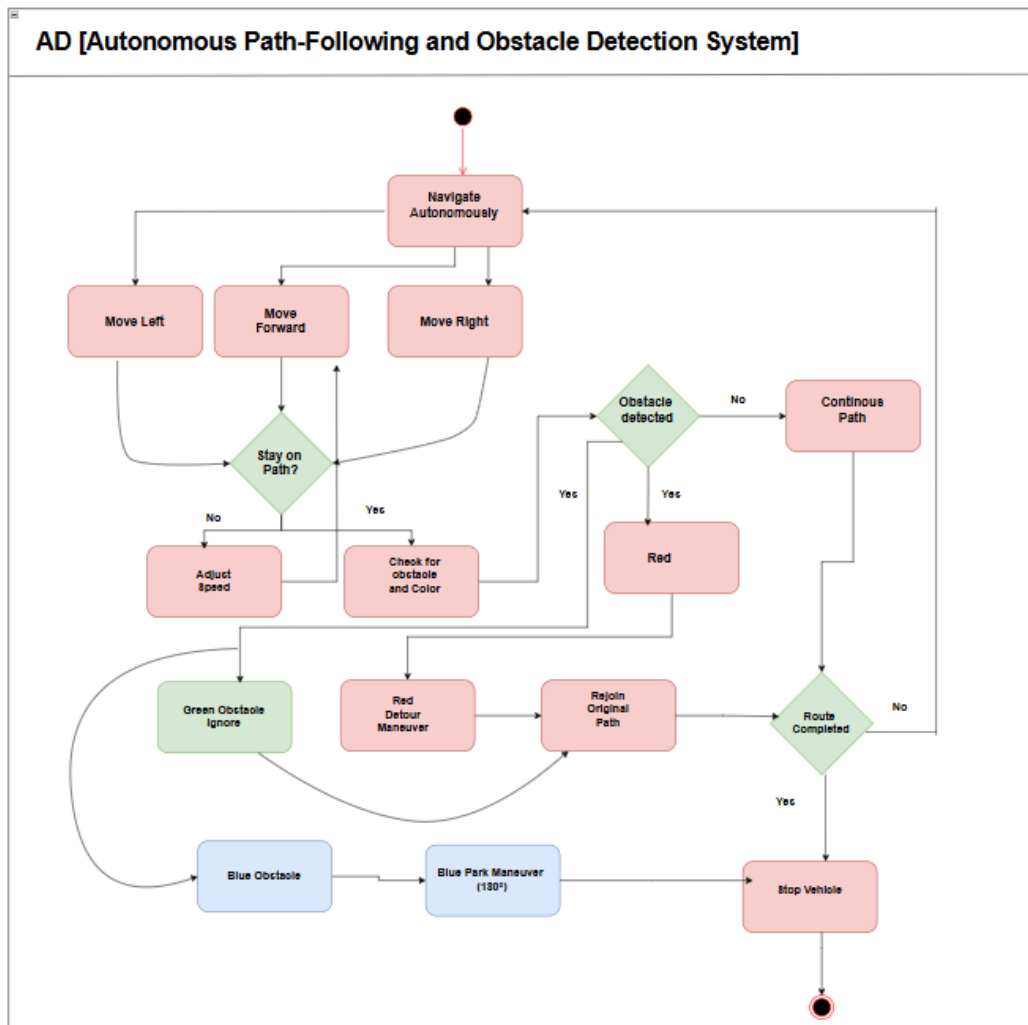 AD [Autonomous Path-Following and Obstacle Detection System]
Navigate
Autonomously
Move Left
Move
Forward
Move Right
Obstacle
detected
No
Continous
Path
Stay on
Path?
Yes
Yes
No
Yes
Adjust
Speed
Check for
obstacle
and Color
Red
Green Obstacle
Ignore
Red
Detour
Maneuver
Rejoin
Original
Path
Route
Completed
No
Yes
Blue Obstacle
Blue Park Maneuver
(180º)
Stop Vehicle